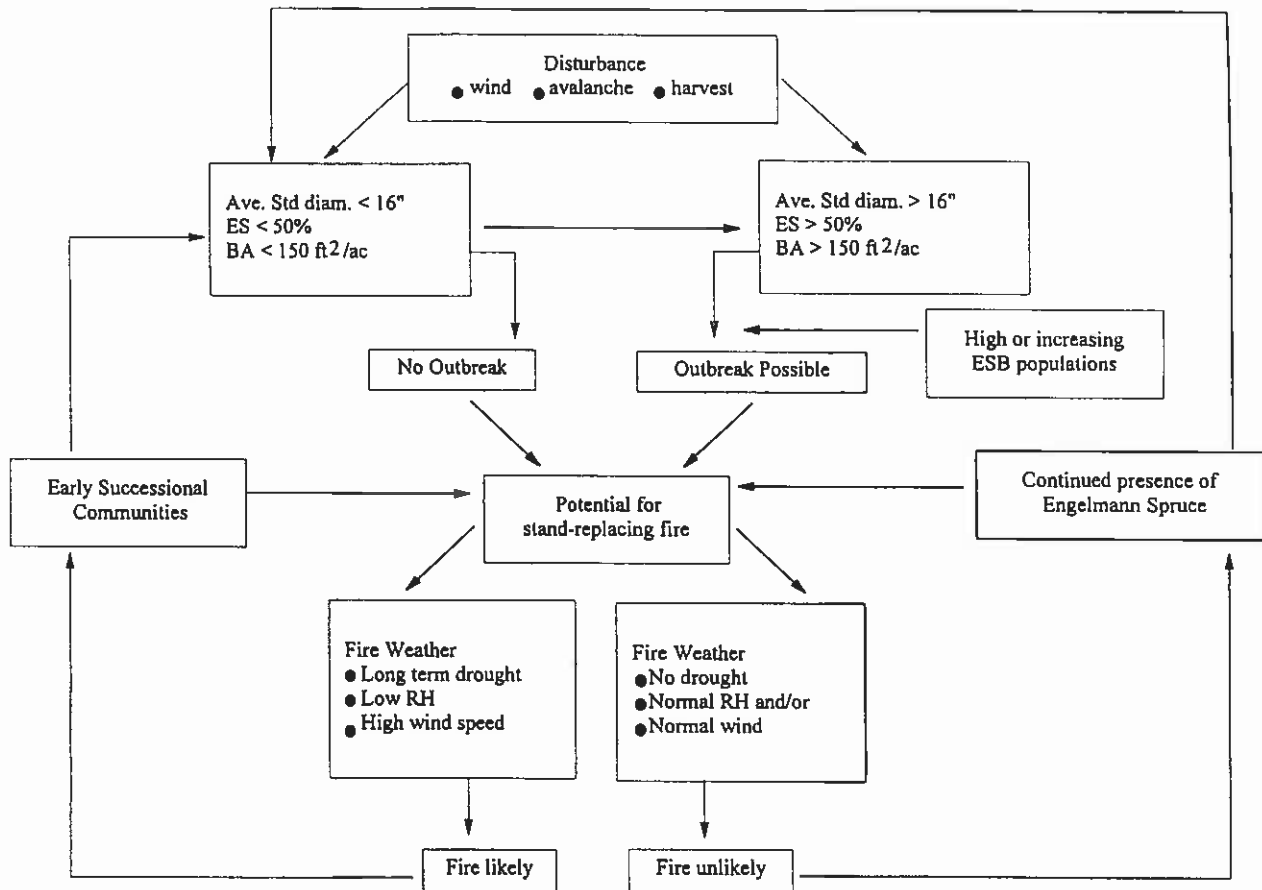 Disturbance
● wind ● avalanche ● harvest
Ave. Std diam. < 16"
ES < 50%
BA < 150 ft²/ac
Ave. Std diam. > 16"
ES > 50%
BA > 150 ft²/ac
No Outbreak
Outbreak Possible
High or increasing
ESB populations
Early Successional
Communities
Potential for
stand-replacing fire
Continued presence of
Engelmann Spruce
Fire Weather
● Long term drought
● Low RH
● High wind speed
Fire Weather
● No drought
● Normal RH and/or
● Normal wind
Fire likely
Fire unlikely